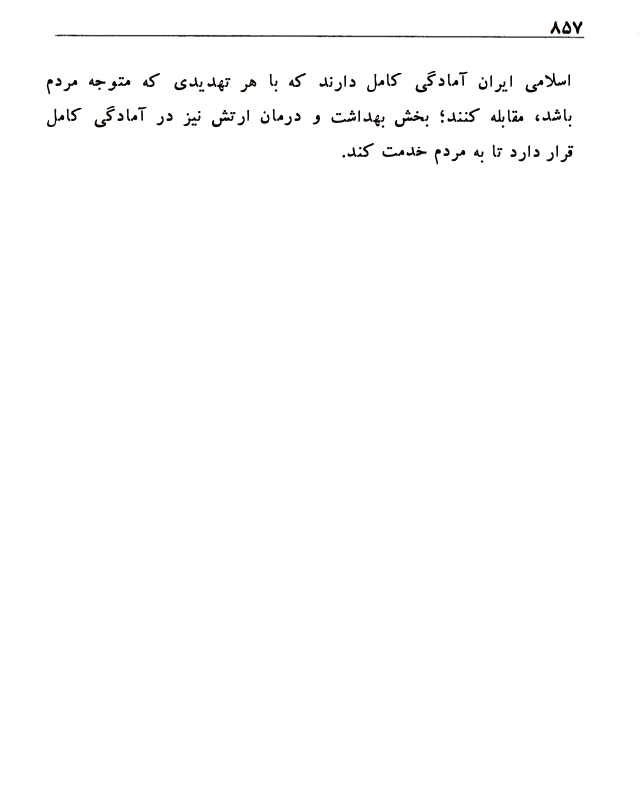 ۸۵۷
اسلامی ایران آمادگی کامل دارند که با هر تهدیدی که متوجه مردم
باشد، مقابله کنند؛ بخش بهداشت و درمان ارتش نیز در آمادگی کامل
قرار دارد تا به مردم خدمت کند.